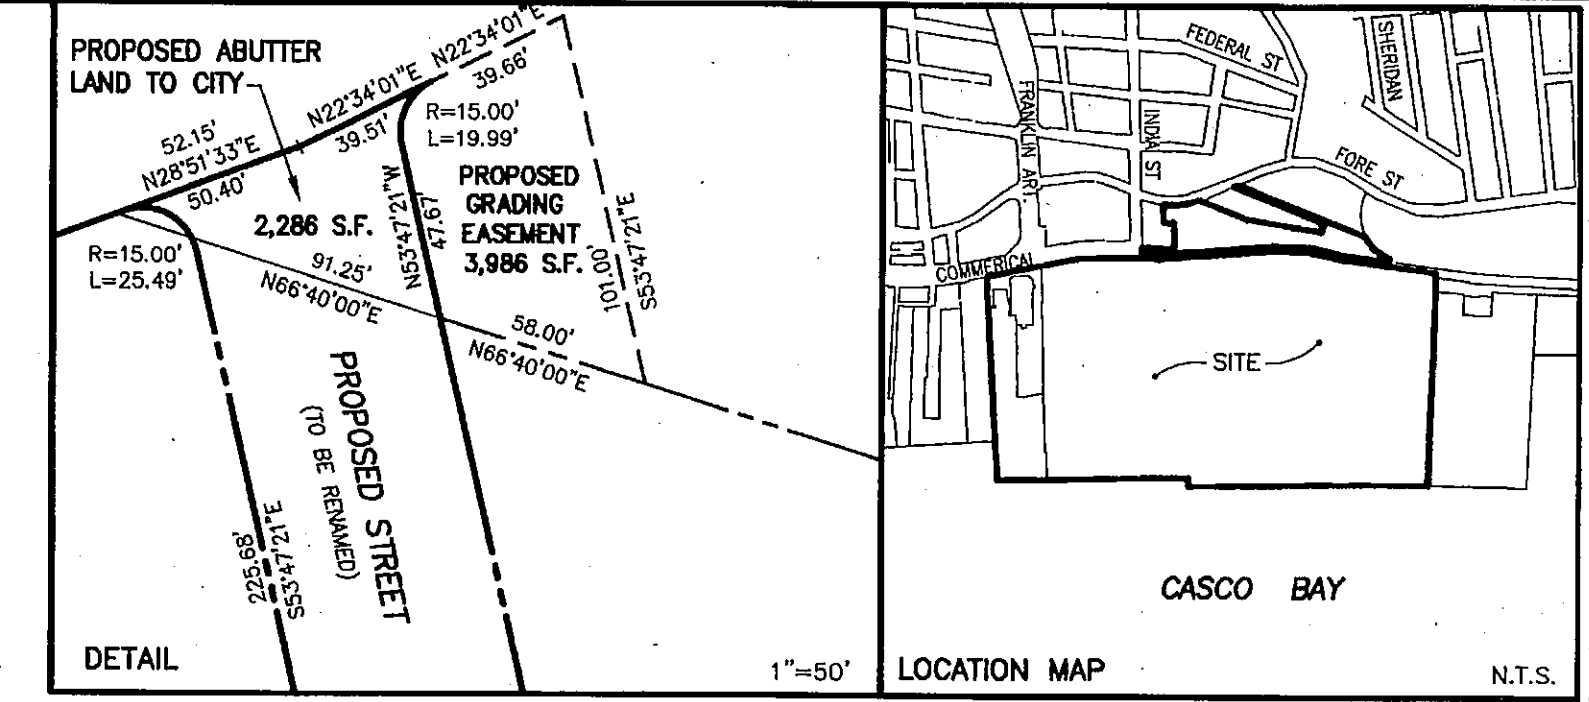 PROPOSED ABUTTER
LAND TO CITY
N22°34'01"E
39.66'
N22°34'01"E
39.51'
52.15'
N28°51'33"E
50.40'
R=15.00'
L=19.99'
2,286 S.F.
N53°47'21"W
47.67'
PROPOSED
GRADING
EASEMENT
3,986 S.F.
101.00'
S53°47'21"E
R=15.00'
L=25.49'
91.25'
N66°40'00"E
58.00'
N66°40'00"E
PROPOSED STREET
(TO BE RENAMED)
225.68'
S53°47'21"E
DETAIL
1"=50'
FEDERAL ST
SHERIDAN
FRANKLIN ART.
INDIA ST
FORE ST
COMMERICAL
SITE
CASCO BAY
LOCATION MAP
N.T.S.